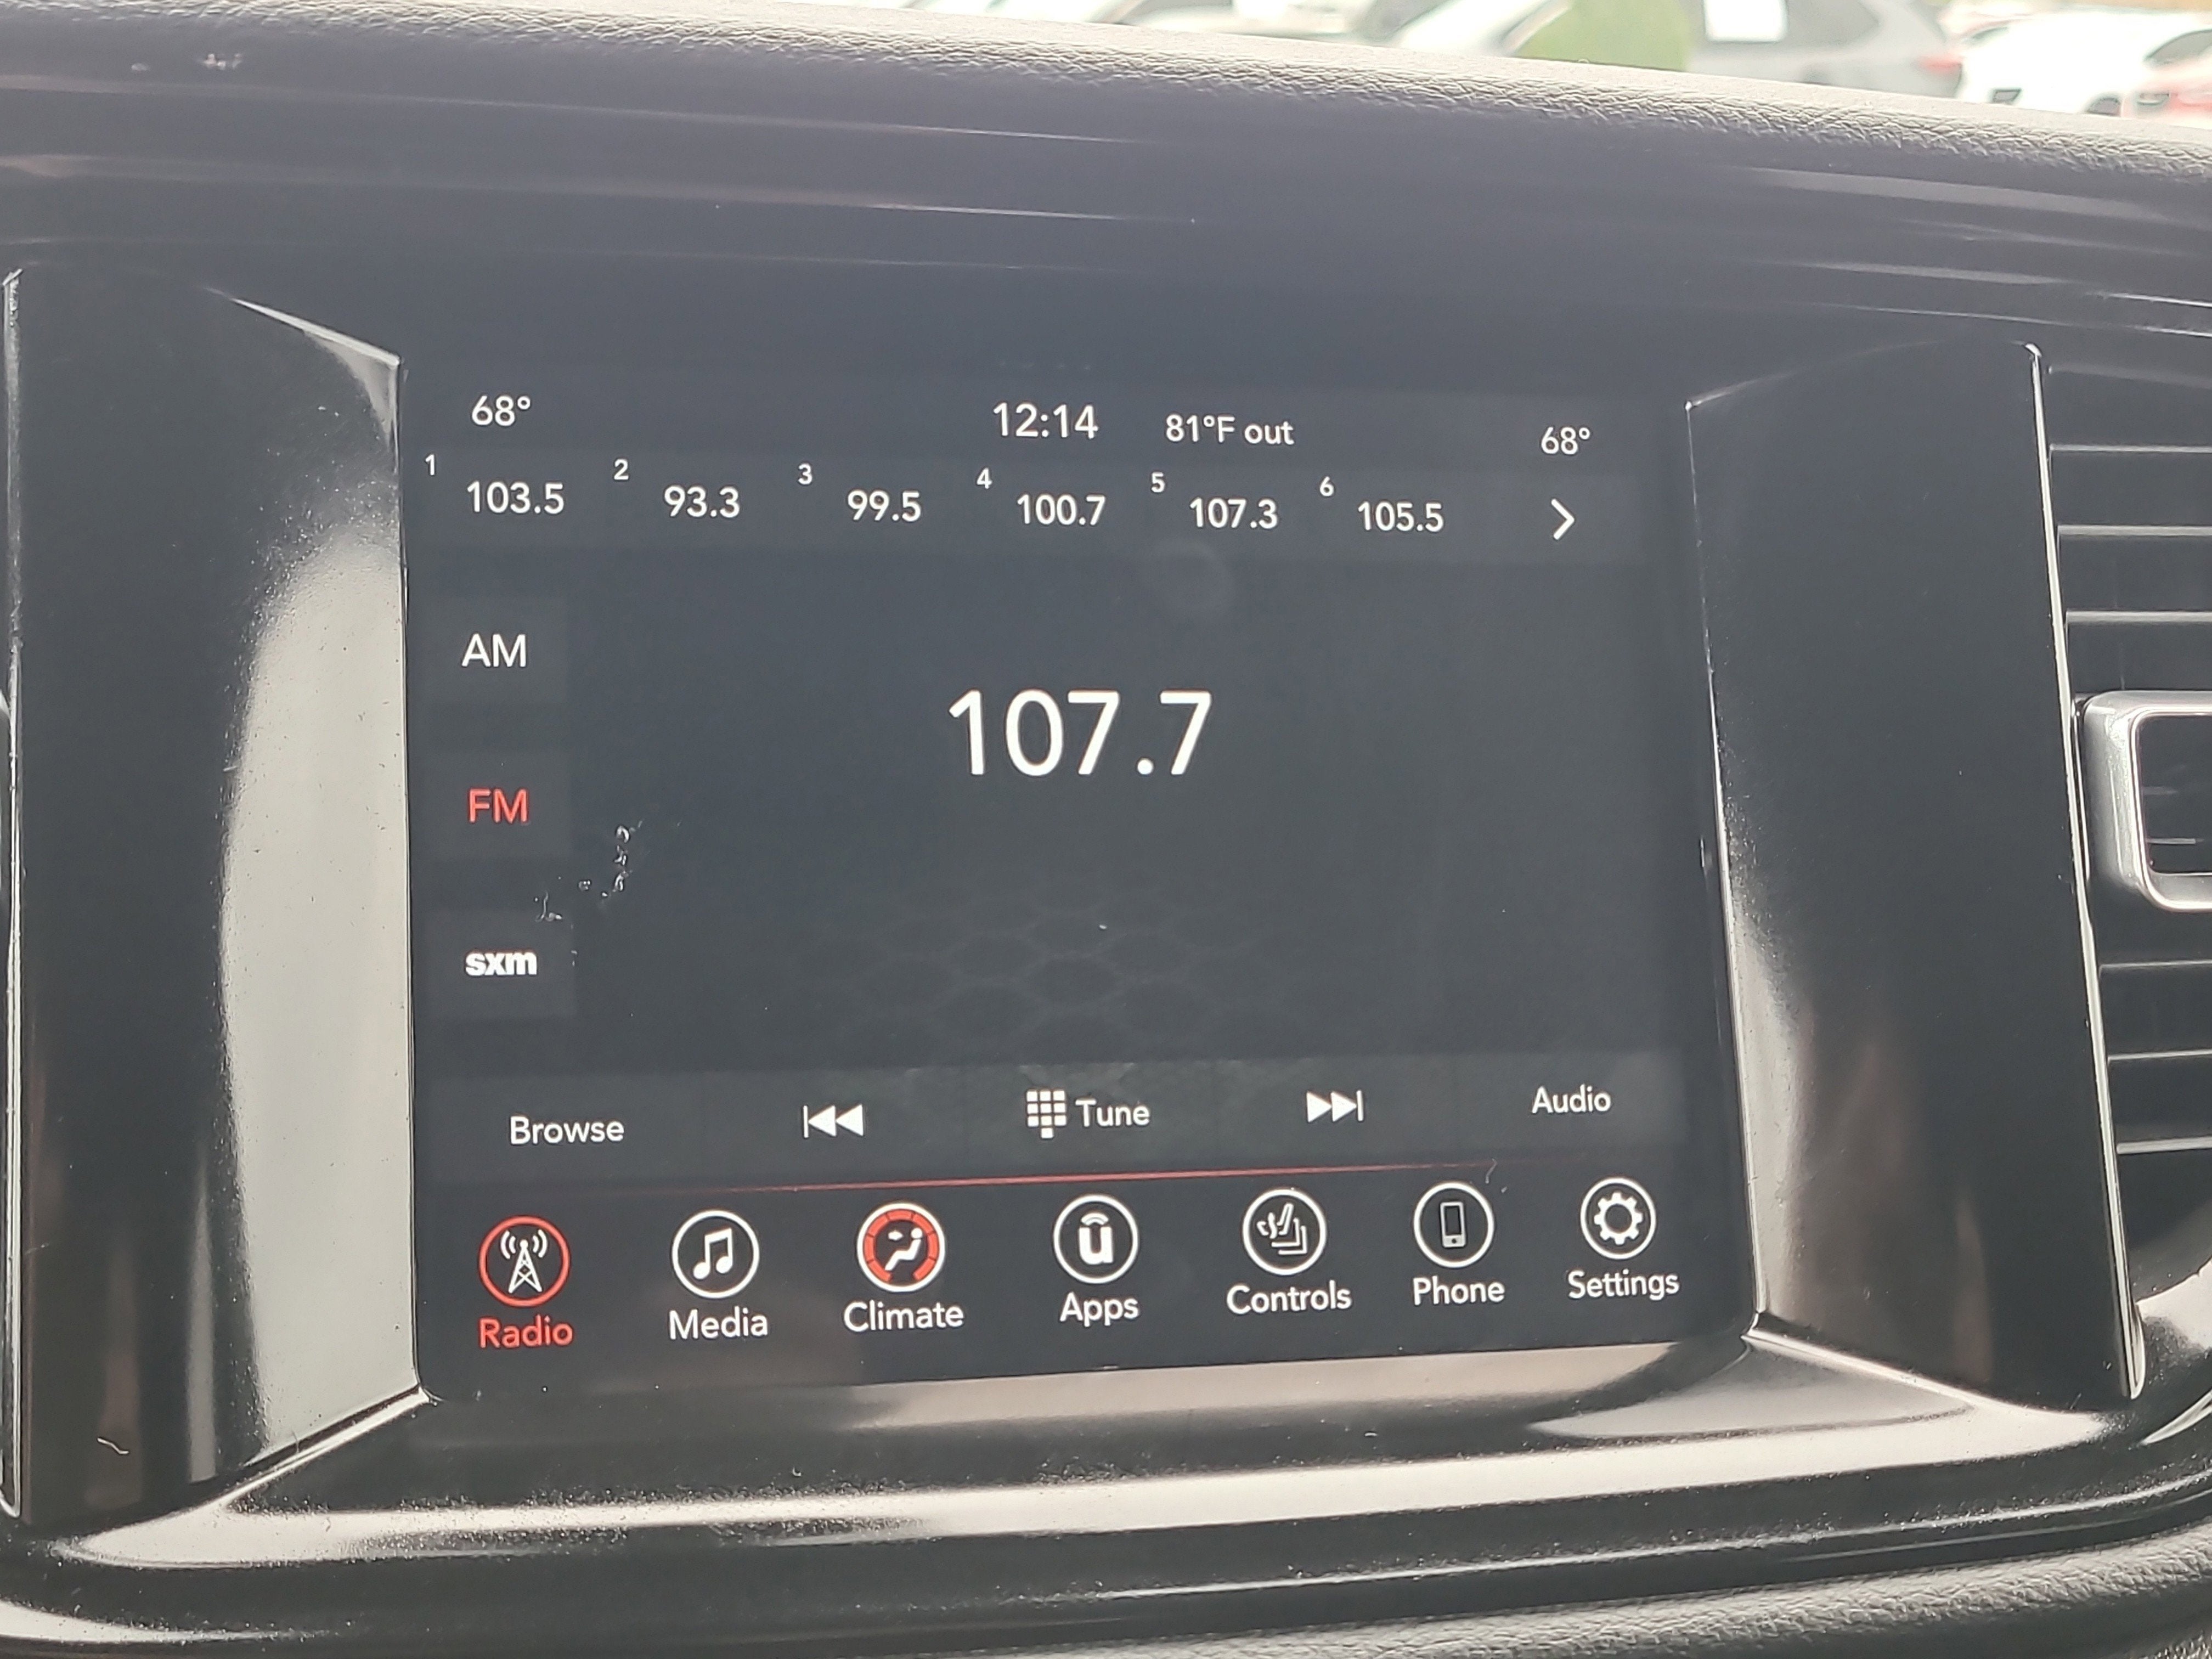 68° 12:14 81°F out 68°
1 103.5 2 93.3 3 99.5 4 100.7 5 107.3 6 105.5
AM
107.7
FM
sxm
Browse Tune Audio
Radio Media Climate Apps Controls Phone Settings